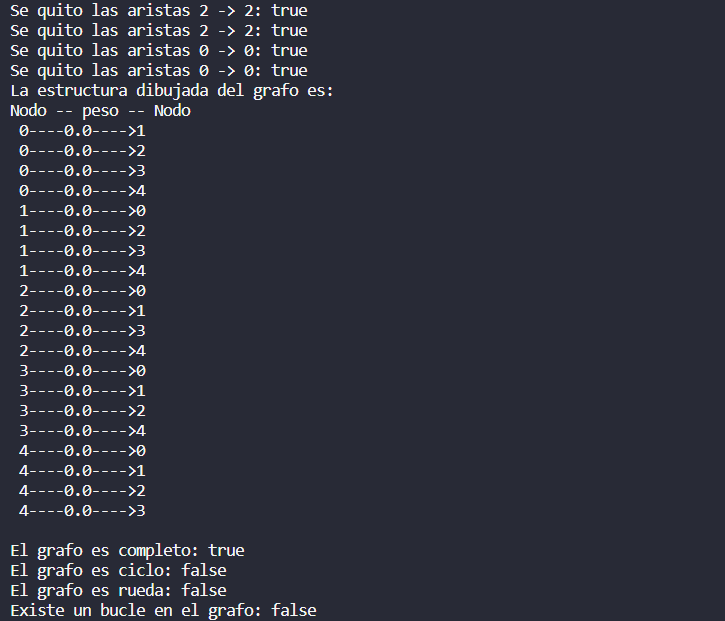 Se quito las aristas 2 -> 2: true
Se quito las aristas 2 -> 2: true
Se quito las aristas 0 -> 0: true
Se quito las aristas 0 -> 0: true
La estructura dibujada del grafo es:
Nodo -- peso -- Nodo
0----0.0---->1
0----0.0---->2
0----0.0---->3
0----0.0---->4
1----0.0---->0
1----0.0---->2
1----0.0---->3
1----0.0---->4
2----0.0---->0
2----0.0---->1
2----0.0---->3
2----0.0---->4
3----0.0---->0
3----0.0---->1
3----0.0---->2
3----0.0---->4
4----0.0---->0
4----0.0---->1
4----0.0---->2
4----0.0---->3
El grafo es completo: true
El grafo es ciclo: false
El grafo es rueda: false
Existe un bucle en el grafo: false